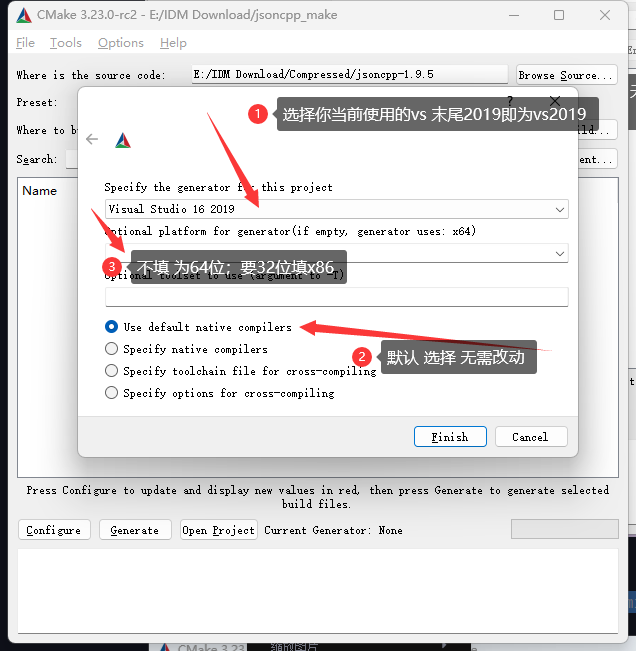 CMake 3.23.0-rc2 - E:/IDM Download/jsoncpp_make
File Tools Options Help
Where is the source code: E:/IDM Download/Compressed/jsoncpp-1.9.5 Browse Source...
Preset:
? ×
1 选择你当前使用的vs 末尾2019即为vs2019
Where to b
ld...
Search:
ent...
Name
Specify the generator for this project
Visual Studio 16 2019
Optional platform for generator(if empty, generator uses: x64)
3 不填 为64位；要32位填x86
Optional toolset to use (argument to -T)
Use default native compilers
2 默认 选择 无需改动
Specify native compilers
Specify toolchain file for cross-compiling
Specify options for cross-compiling
Finish Cancel
Press Configure to update and display new values in red, then press Generate to generate selected
build files.
Configure Generate Open Project Current Generator: None
CMake 3.23
缩放图片